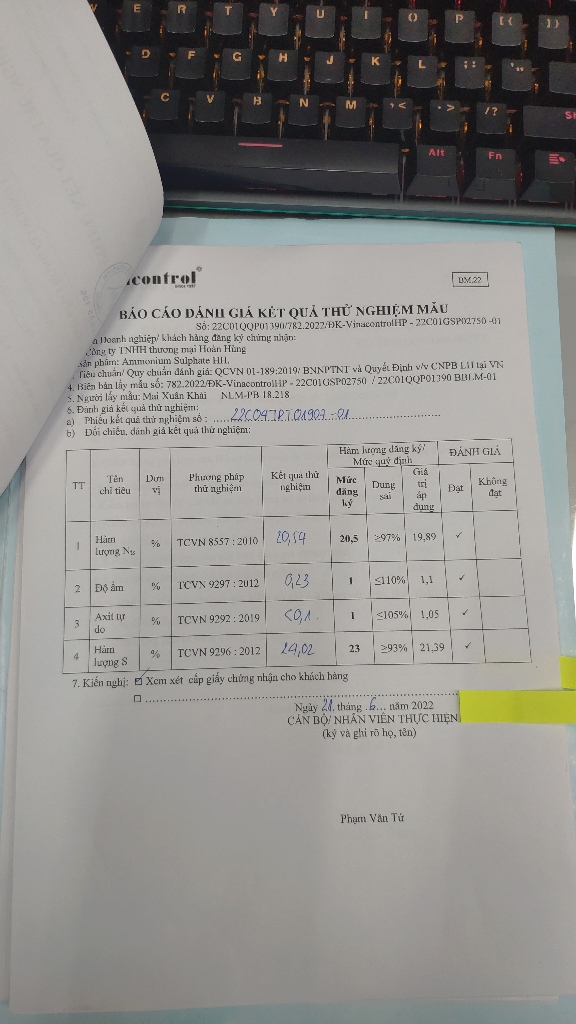 control®
BM.22
BÁO CÁO ĐÁNH GIÁ KẾT QUẢ THỬ NGHIỆM MẪU
Số: 22C01QQP01390/782.2022/ĐK-VinacontrolHP - 22C01GSP02750 -01
Doanh nghiệp/ khách hàng đăng ký chứng nhận:
Công ty TNHH thương mại Hoàn Hùng
Sản phẩm: Ammonium Sulphate HH.
Tiêu chuẩn/ Quy chuẩn đánh giá: QCVN 01-189:2019/ BNNPTNT và Quyết Định v/v CNPB LH tại VN
4. Biên bản lấy mẫu số: 782.2022/ĐK-VinacontrolHP - 22C01GSP02750 / 22C01QQP01390 BBLM-01
5. Người lấy mẫu: Mai Xuân Khải NLM-PB 18.218
6. Đánh giá kết quả thử nghiệm:
a) Phiếu kết quả thử nghiệm số :
b) Đối chiếu, đánh giá kết quả thử nghiệm:
TT Tên chỉ tiêu Đơn vị Phương pháp thử nghiệm Kết quả thử nghiệm Hàm lượng đăng ký/ Mức quy định ĐÁNH GIÁ
Mức đăng ký Dung sai Giá trị áp dụng Đạt Không đạt
1 Hàm lượng Nts % TCVN 8557 : 2010 20,54 20,5 ≥97% 19,89 ✓
2 Độ ẩm % TCVN 9297 : 2012 0,23 1 ≤110% 1,1 ✓
3 Axit tự do % TCVN 9292 : 2019 <0,1 1 ≤105% 1,05 ✓
4 Hàm lượng S % TCVN 9296 : 2012 24,02 23 ≥93% 21,39 ✓
7. Kiến nghị: ☑ Xem xét cấp giấy chứng nhận cho khách hàng
☐
Ngày 21 tháng .6... năm 2022
CÁN BỘ/ NHÂN VIÊN THỰC HIỆN
(ký và ghi rõ họ, tên)
Phạm Văn Tứ
W E R T Y U I O P [ { ] }
D F G H J K L ; : ' "
C V B N M , < . > / ?
Alt Fn